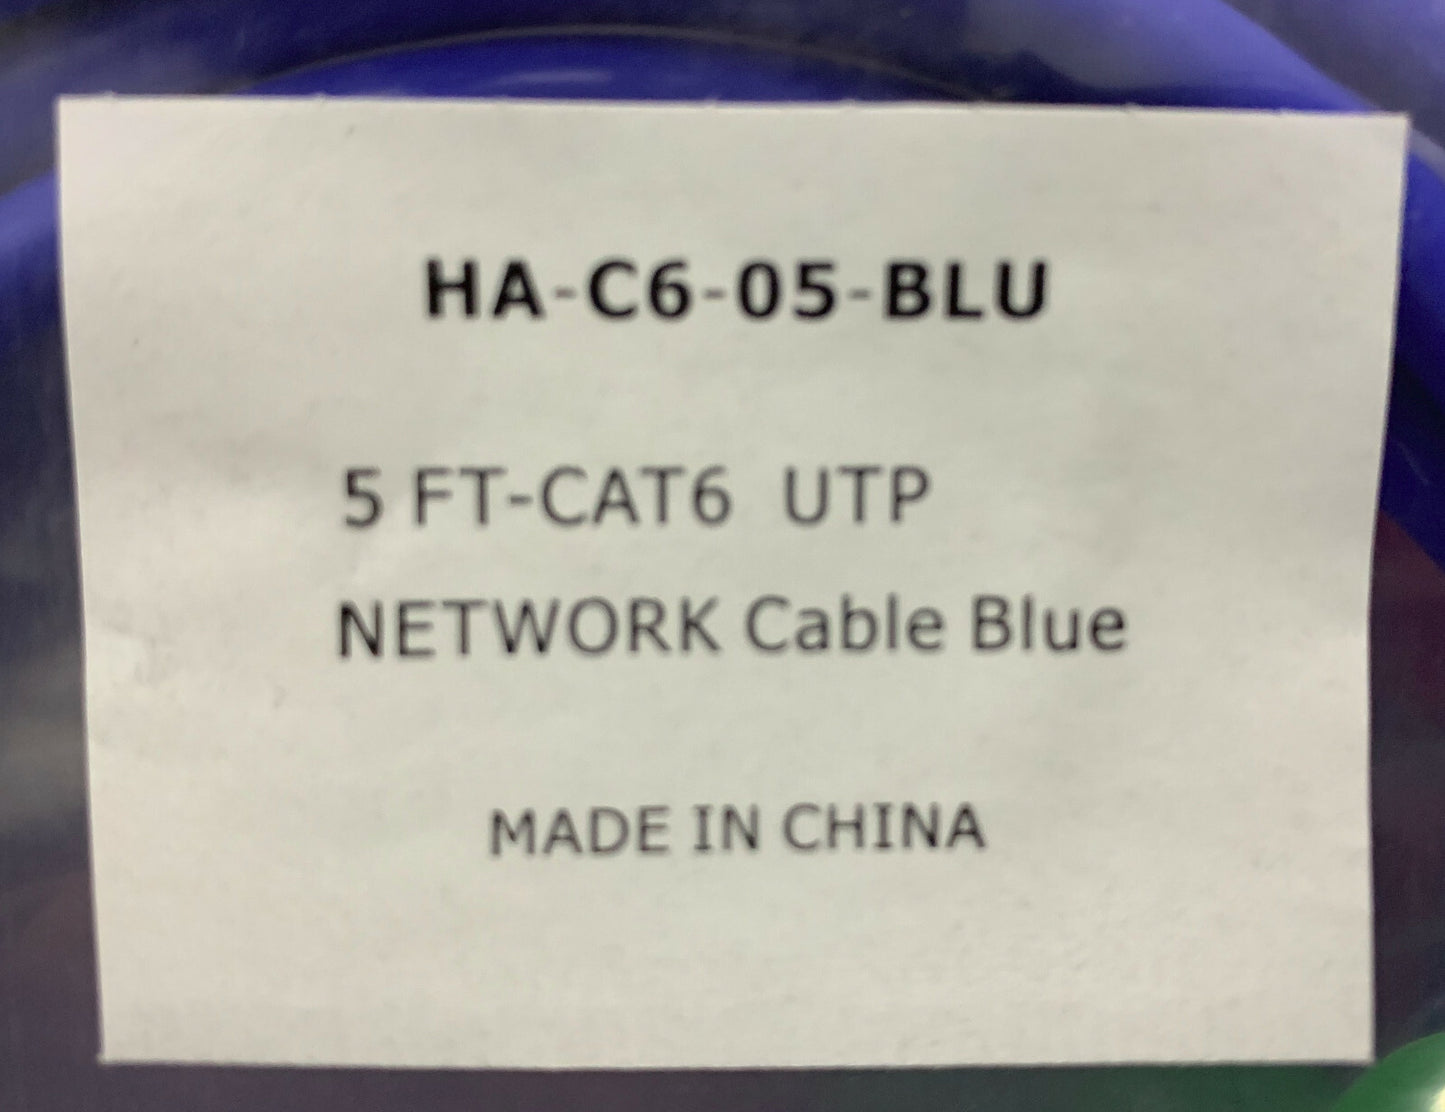 HA-C6-05-BLU
5 FT-CAT6 UTP
NETWORK Cable Blue
MADE IN CHINA